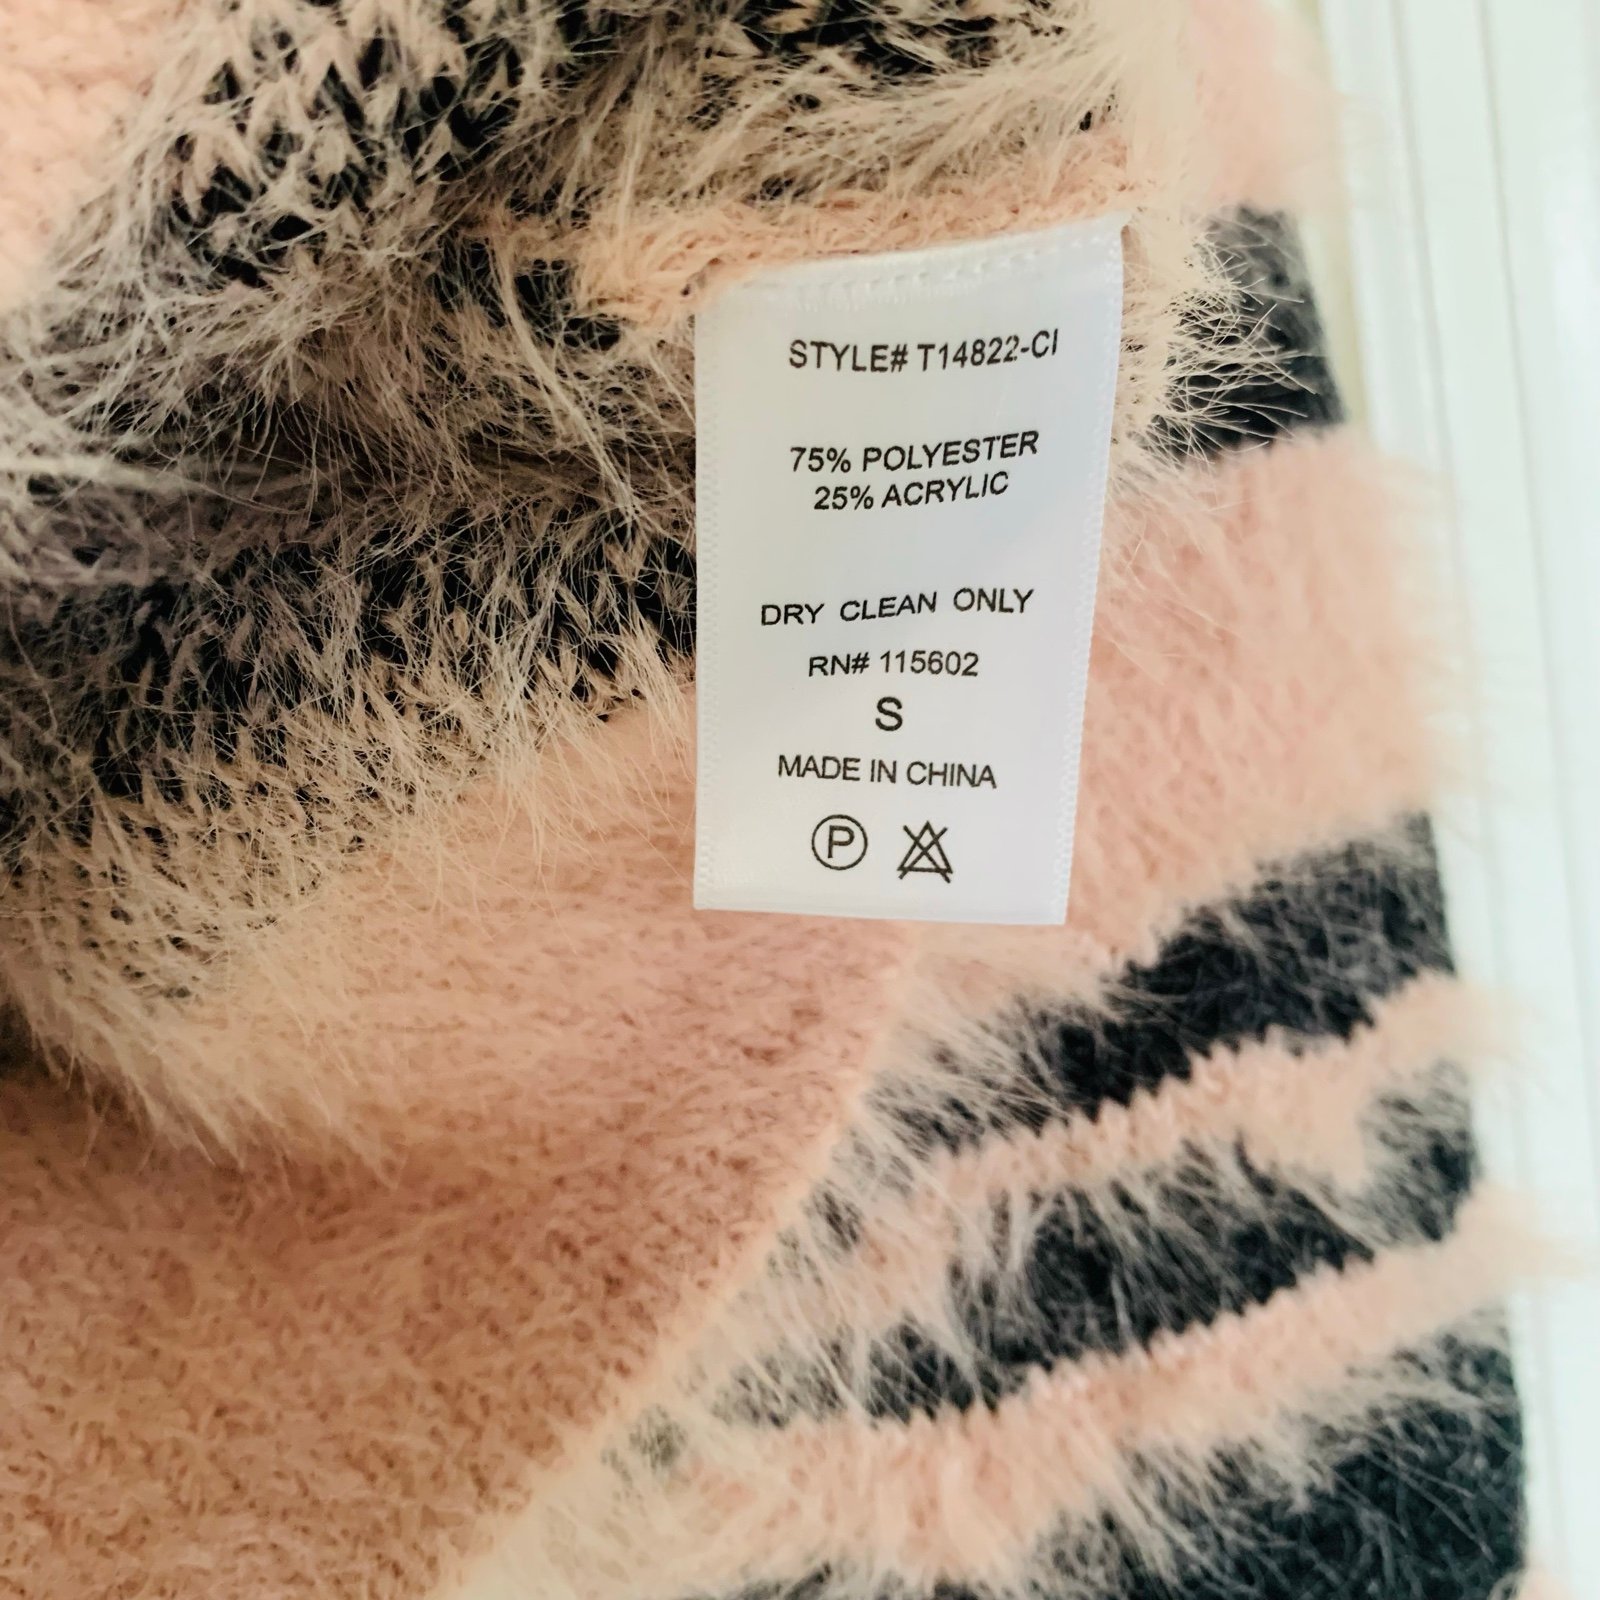 STYLE# T14822-CI
75% POLYESTER
25% ACRYLIC
DRY CLEAN ONLY
RN# 115602
S
MADE IN CHINA
P